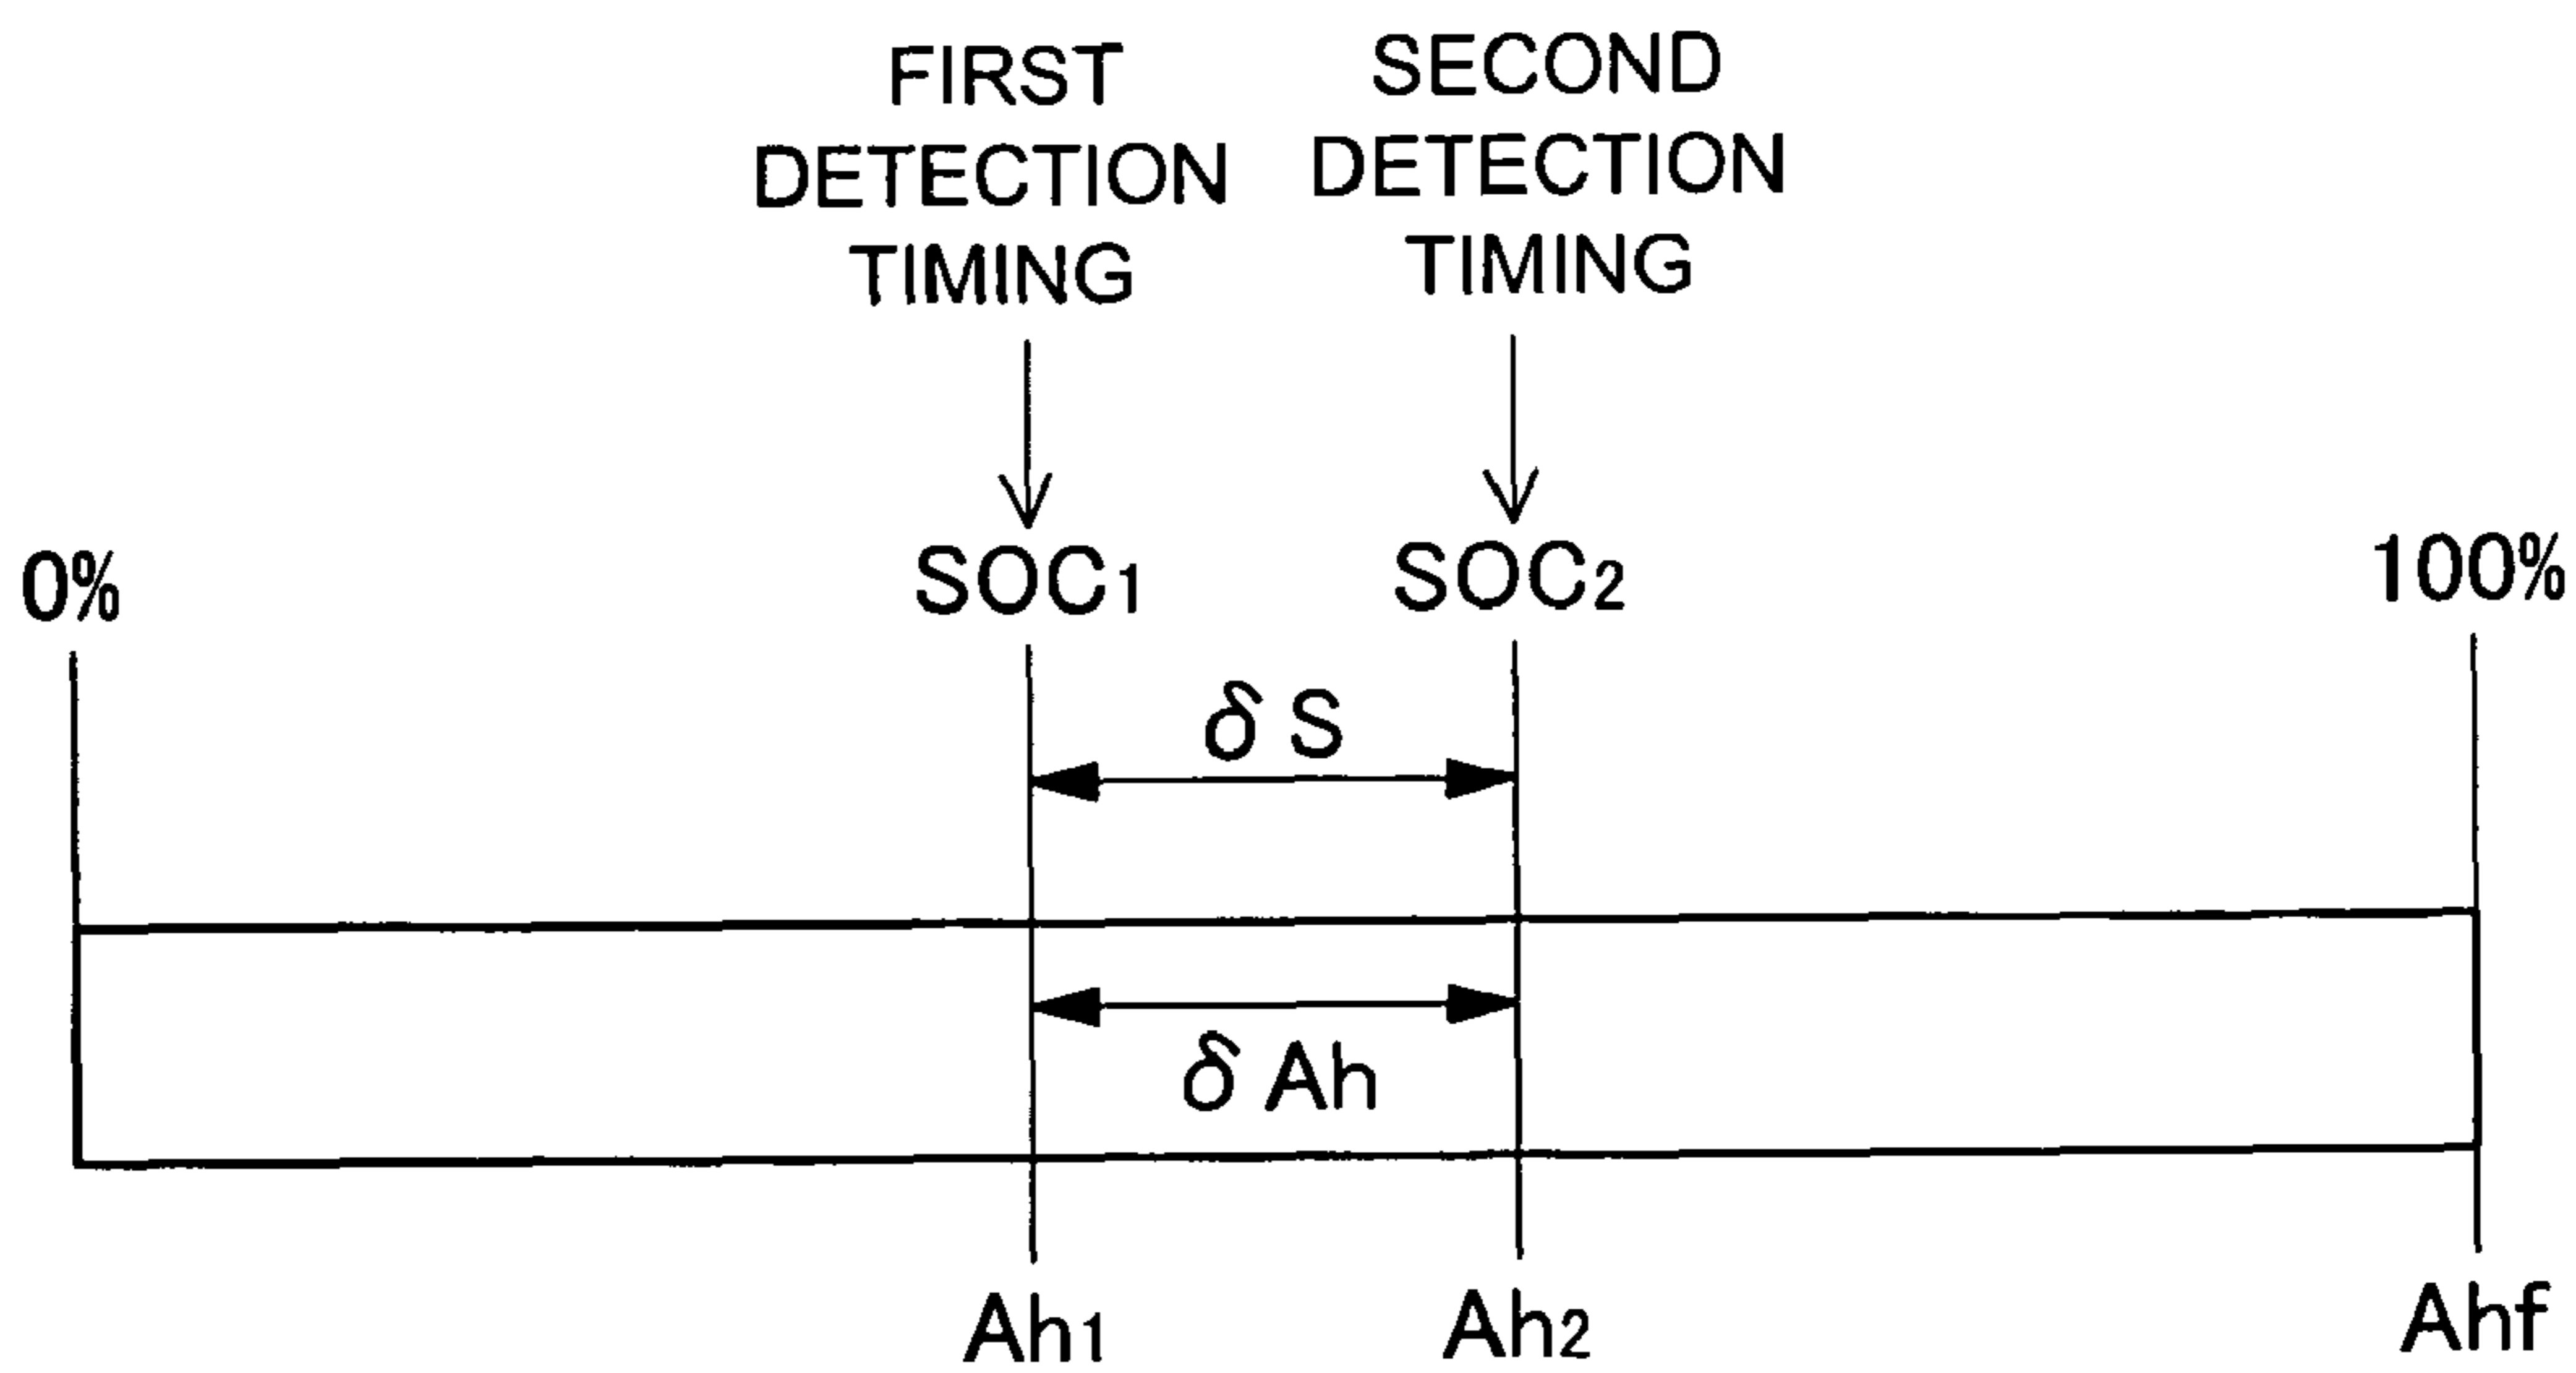 FIRST
DETECTION
TIMING
SECOND
DETECTION
TIMING
0%
SOC1
SOC2
100%
δ S
δ Ah
Ah1
Ah2
Ahf